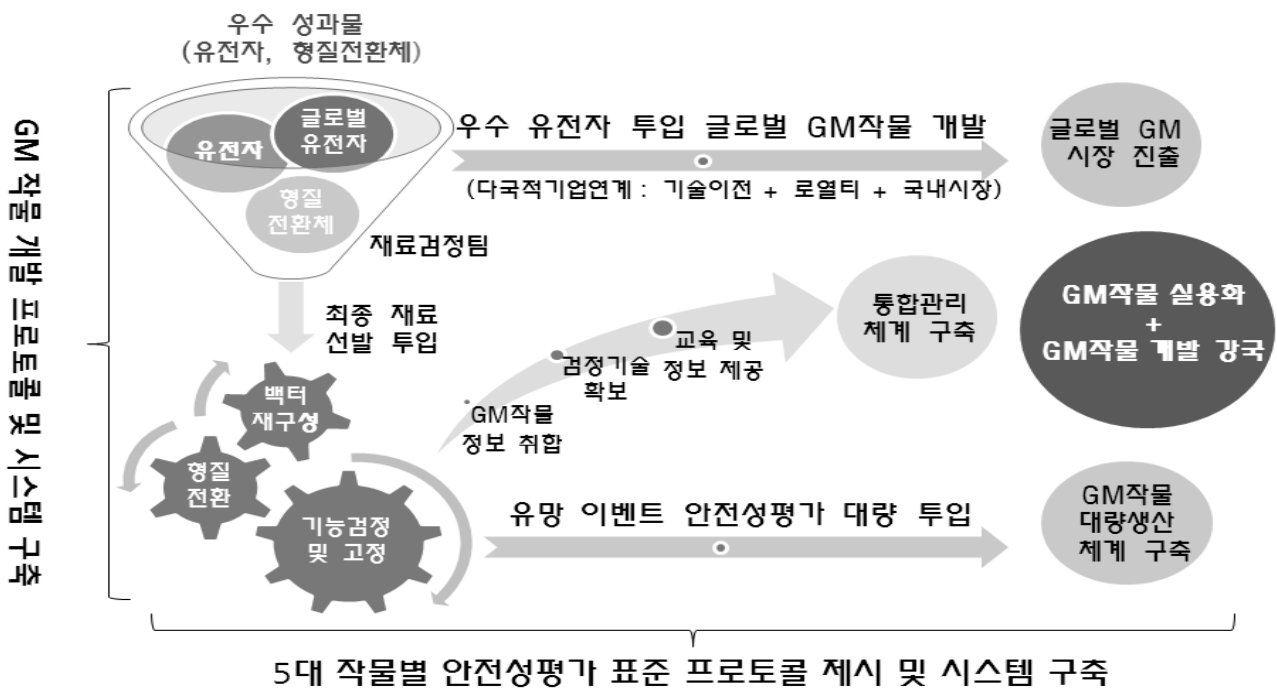 우수 성과물
(유전자, 형질전환체)
GM 작물 개발 프로토콜 및 시스템 구축
유전자
글로벌
유전자
형질
전환체
재료검정팀
우수 유전자 투입 글로벌 GM작물 개발
(다국적기업연계 : 기술이전 + 로열티 + 국내시장)
글로벌 GM
시장 진출
최종 재료
선발 투입
통합관리
체계 구축
GM작물 실용화
+
GM작물 개발 강국
교육 및
정보 제공
검정기술
확보
GM작물
정보 취합
백터
재구성
형질
전환
기능검정
및 고정
유망 이벤트 안전성평가 대량 투입
GM작물
대량생산
체계 구축
5대 작물별 안전성평가 표준 프로토콜 제시 및 시스템 구축